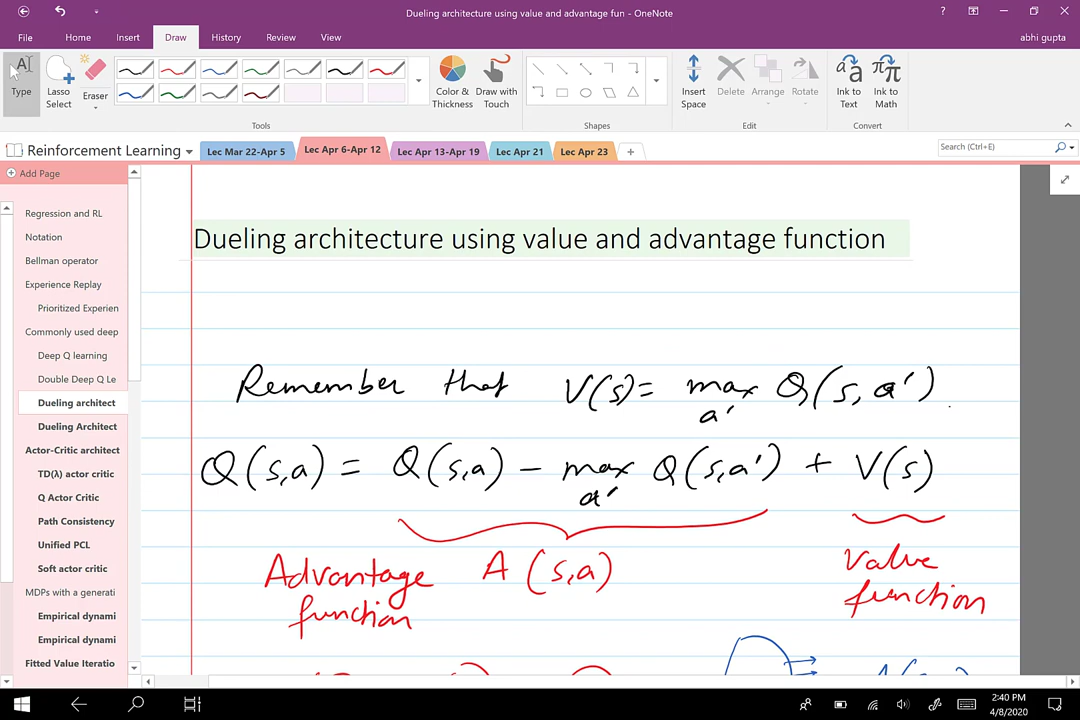 Dueling architecture using value and advantage fun - OneNote
File Home Insert Draw History Review View
abhi gupta
Type
Lasso Select
Eraser
Color & Thickness
Draw with Touch
Insert Space
Delete
Arrange
Rotate
Ink to Text
Ink to Math
Tools
Shapes
Edit
Convert
Reinforcement Learning
Lec Mar 22-Apr 5
Lec Apr 6-Apr 12
Lec Apr 13-Apr 19
Lec Apr 21
Lec Apr 23
Search (Ctrl+E)
Add Page
Regression and RL
Notation
Bellman operator
Experience Replay
Prioritized Experien
Commonly used deep
Deep Q learning
Double Deep Q Le
Dueling architect
Dueling Architect
Actor-Critic architect
TD(λ) actor critic
Q Actor Critic
Path Consistency
Unified PCL
Soft actor critic
MDPs with a generati
Empirical dynami
Empirical dynami
Fitted Value Iteratio
Dueling architecture using value and advantage function
Remember that V(s) = max Q(s,a')
a'
Q(s,a) = Q(s,a) - max Q(s,a') + V(s)
a'
Advantage function
A(s,a)
Value function
2:40 PM
4/8/2020